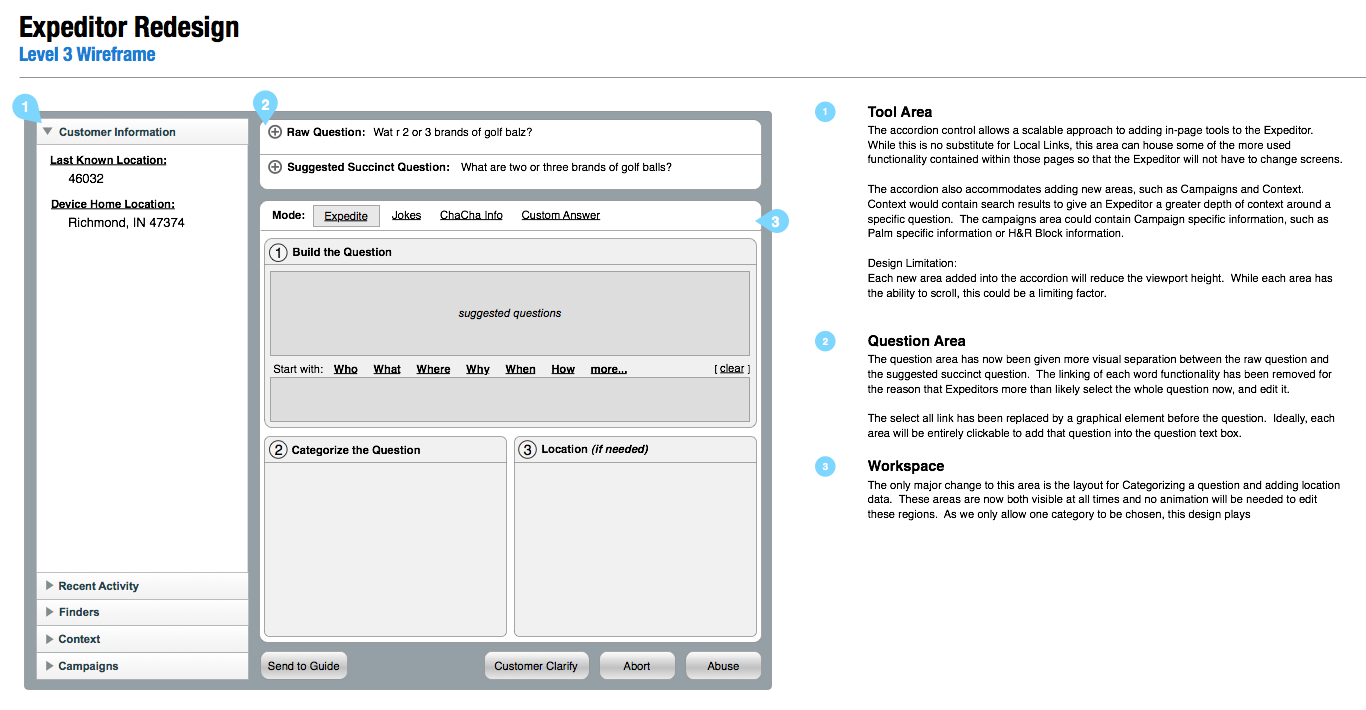 Expeditor Redesign
Level 3 Wireframe
1
Customer Information
Last Known Location:
46032
Device Home Location:
Richmond, IN 47374
Recent Activity
Finders
Context
Campaigns
2
Raw Question: Wat r 2 or 3 brands of golf balz?
Suggested Succinct Question: What are two or three brands of golf balls?
3
Mode: Expedite Jokes ChaCha Info Custom Answer
1 Build the Question
suggested questions
Start with: Who What Where Why When How more... [ clear ]
2 Categorize the Question
3 Location (if needed)
Send to Guide Customer Clarify Abort Abuse
1 Tool Area
The accordion control allows a scalable approach to adding in-page tools to the Expeditor.
While this is no substitute for Local Links, this area can house some of the more used
functionality contained within those pages so that the Expeditor will not have to change screens.
The accordion also accommodates adding new areas, such as Campaigns and Context.
Context would contain search results to give an Expeditor a greater depth of context around a
specific question. The campaigns area could contain Campaign specific information, such as
Palm specific information or H&R Block information.
Design Limitation:
Each new area added into the accordion will reduce the viewport height. While each area has
the ability to scroll, this could be a limiting factor.
2 Question Area
The question area has now been given more visual separation between the raw question and
the suggested succinct question. The linking of each word functionality has been removed for
the reason that Expeditors more than likely select the whole question now, and edit it.
The select all link has been replaced by a graphical element before the question. Ideally, each
area will be entirely clickable to add that question into the question text box.
3 Workspace
The only major change to this area is the layout for Categorizing a question and adding location
data. These areas are now both visible at all times and no animation will be needed to edit
these regions. As we only allow one category to be chosen, this design plays